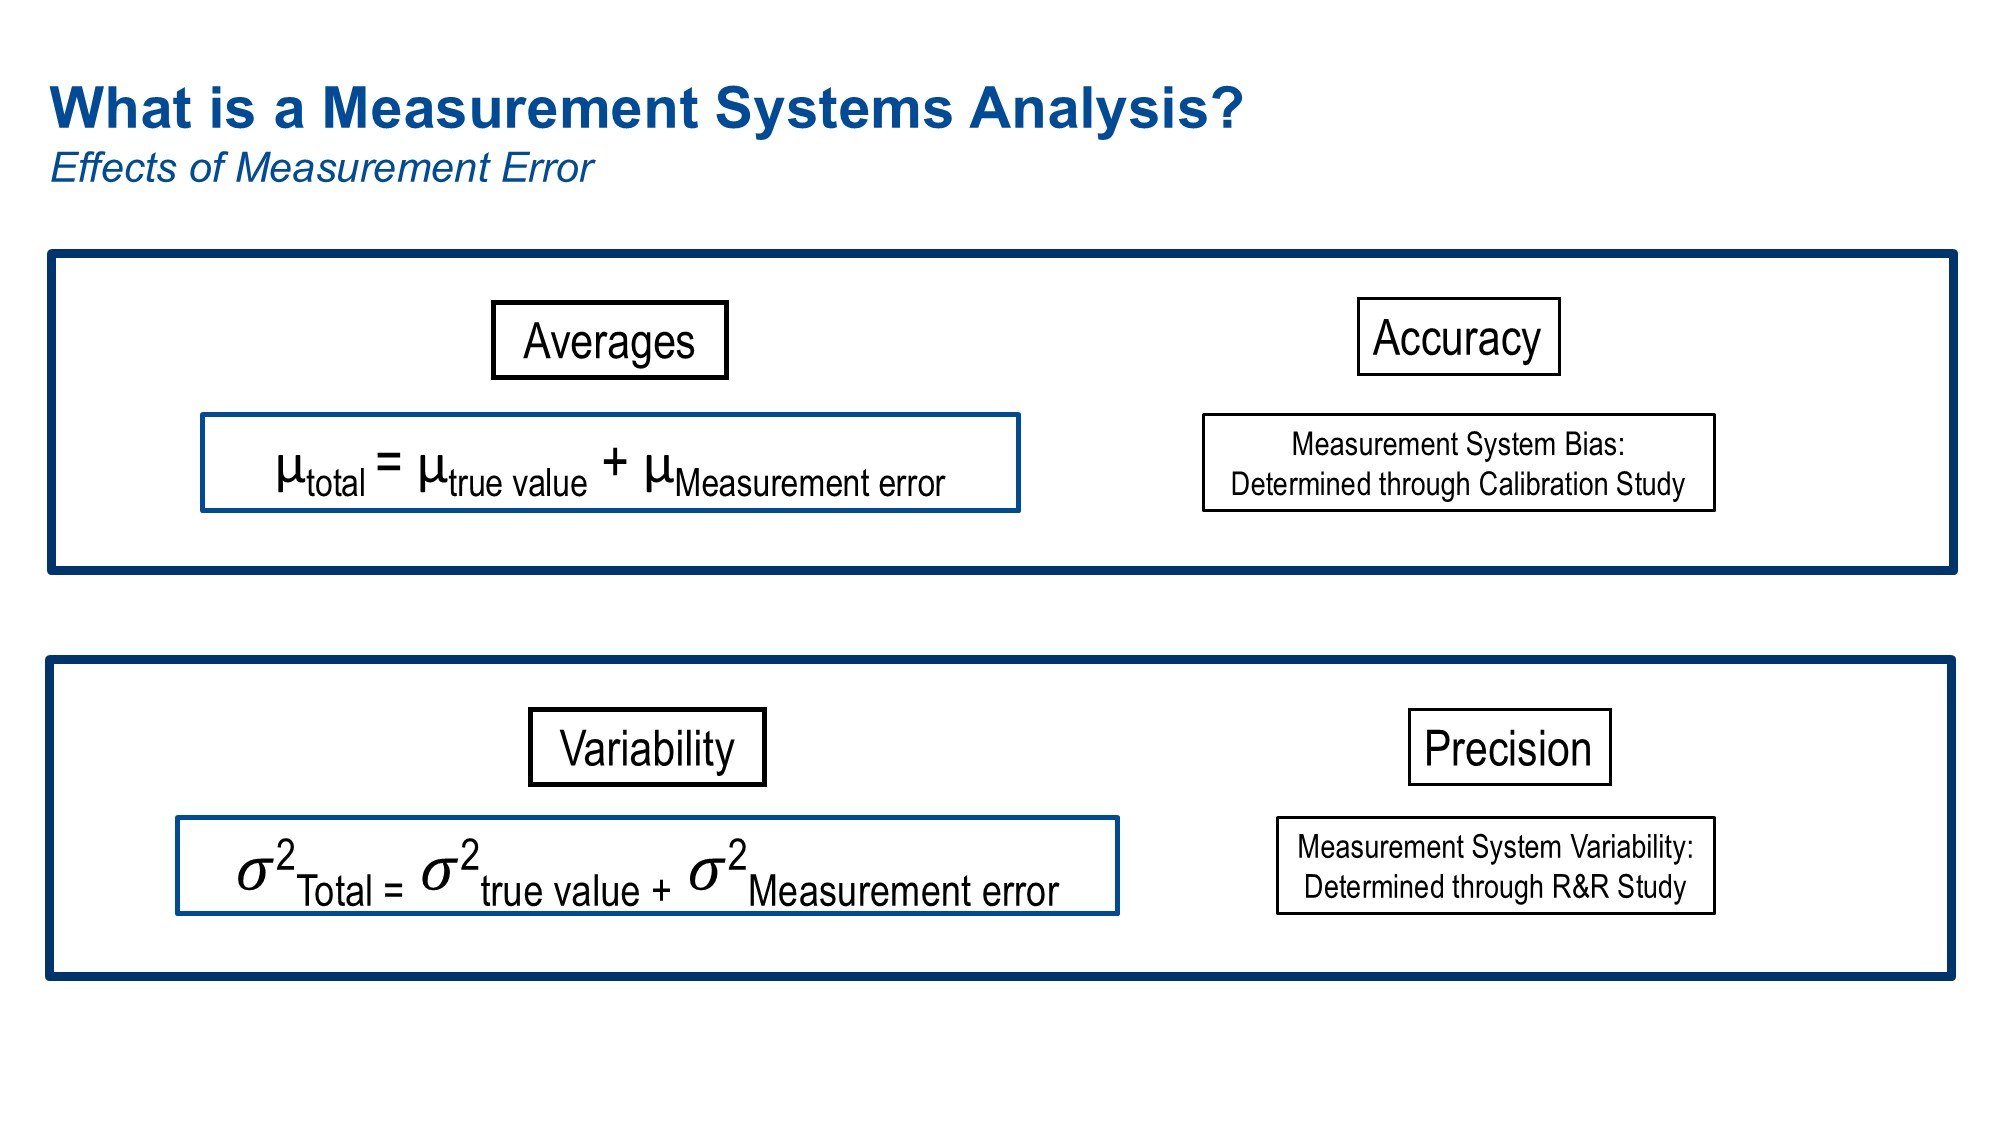 What is a Measurement Systems Analysis?
Effects of Measurement Error
Averages
Accuracy
μtotal = μtrue value + μMeasurement error
Measurement System Bias:
Determined through Calibration Study
Variability
Precision
σ²Total = σ²true value + σ²Measurement error
Measurement System Variability:
Determined through R&R Study